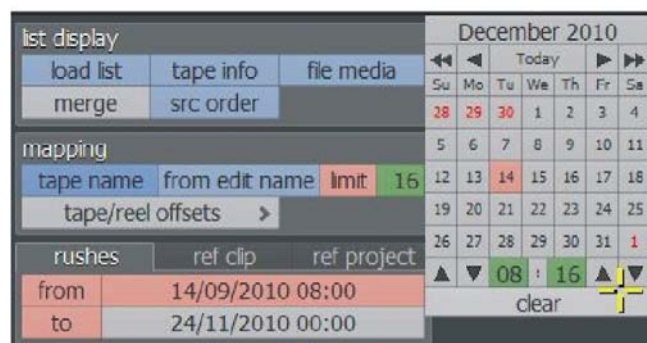 list display
load list tape info file media
merge src order
mapping
tape name from edit name limit 16
tape/reel offsets >
rushes ref clip ref project
from 14/09/2010 08:00
to 24/11/2010 00:00
December 2010
Today
Su Mo Tu We Th Fr Sa
28 29 30 1 2 3 4
5 6 7 8 9 10 11
12 13 14 15 16 17 18
19 20 21 22 23 24 25
26 27 28 29 30 31 1
08 : 16
clear